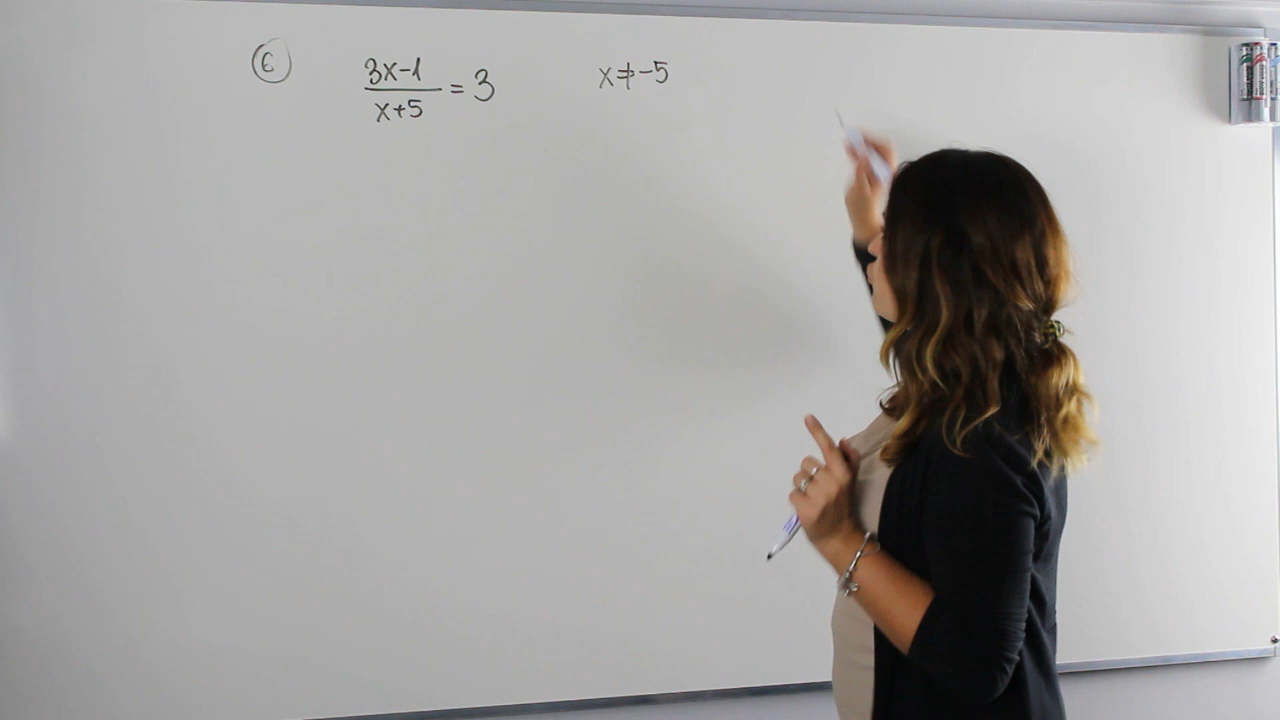 ⑥ (3x-1)/(x+5) = 3 x≠-5